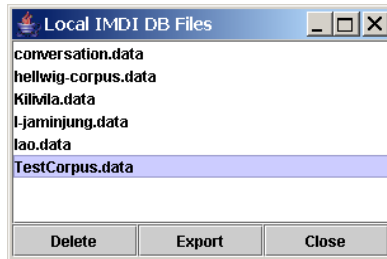 Local IMDI DB Files
conversation.data
hellwig-corpus.data
Kilivila.data
l-jaminjung.data
lao.data
TestCorpus.data
Delete Export Close